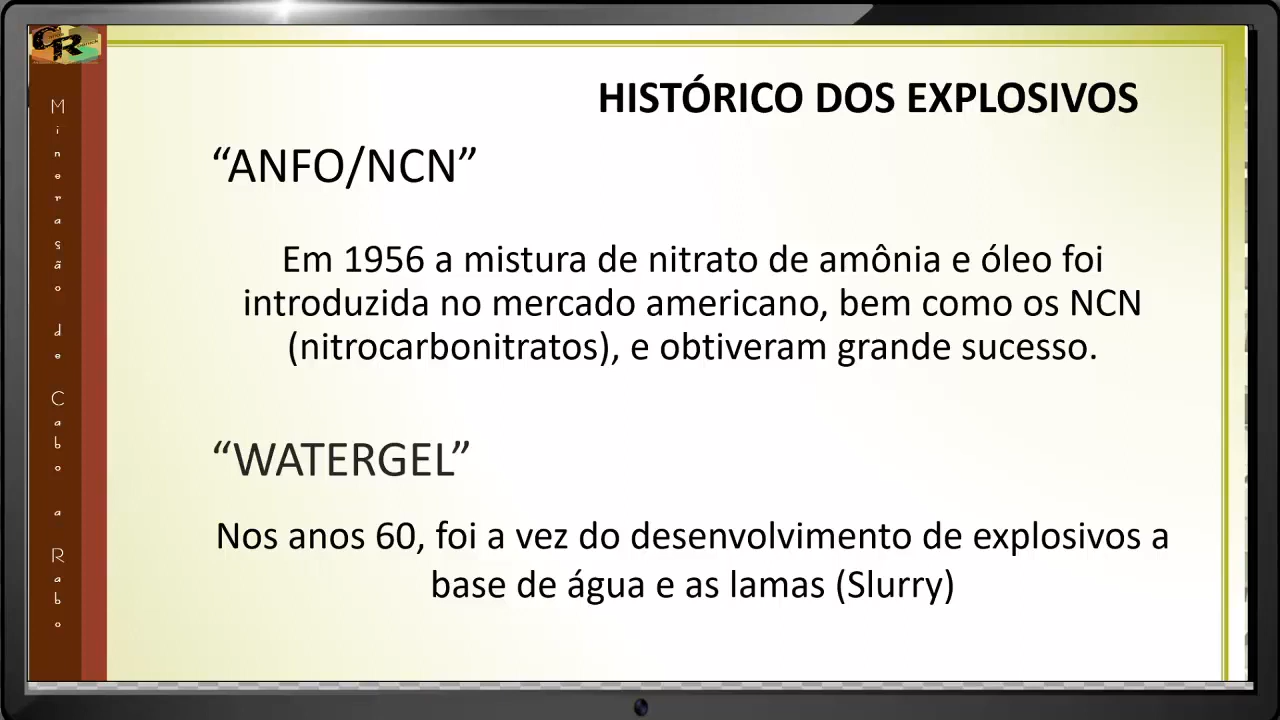 CR
Mineração de Cabo a Rabo
HISTÓRICO DOS EXPLOSIVOS
“ANFO/NCN”
Em 1956 a mistura de nitrato de amônia e óleo foi
introduzida no mercado americano, bem como os NCN
(nitrocarbonitratos), e obtiveram grande sucesso.
“WATERGEL”
Nos anos 60, foi a vez do desenvolvimento de explosivos a
base de água e as lamas (Slurry)